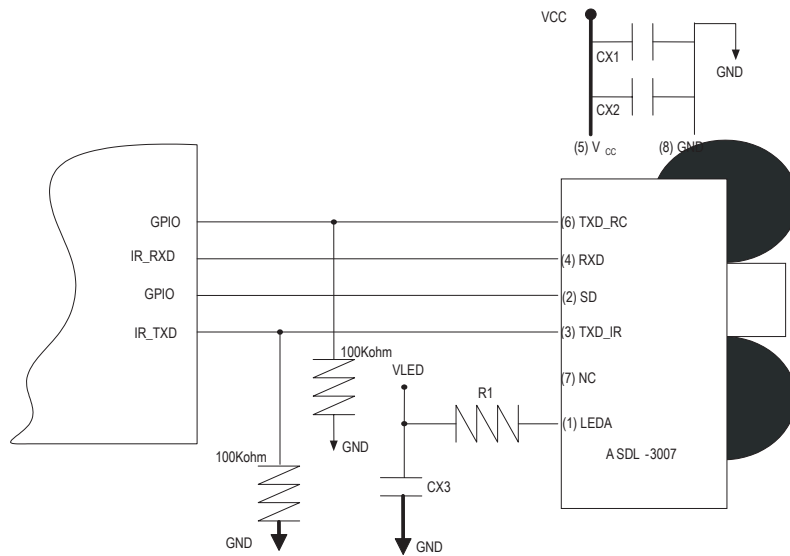 VCC
CX1
GND
CX2
(5) V CC
(8) GND
GPIO
(6) TXD_RC
IR_RXD
(4) RXD
GPIO
(2) SD
IR_TXD
(3) TXD_IR
100Kohm
VLED
(7) NC
R1
(1) LEDA
GND
100Kohm
ASDL -3007
CX3
GND
GND